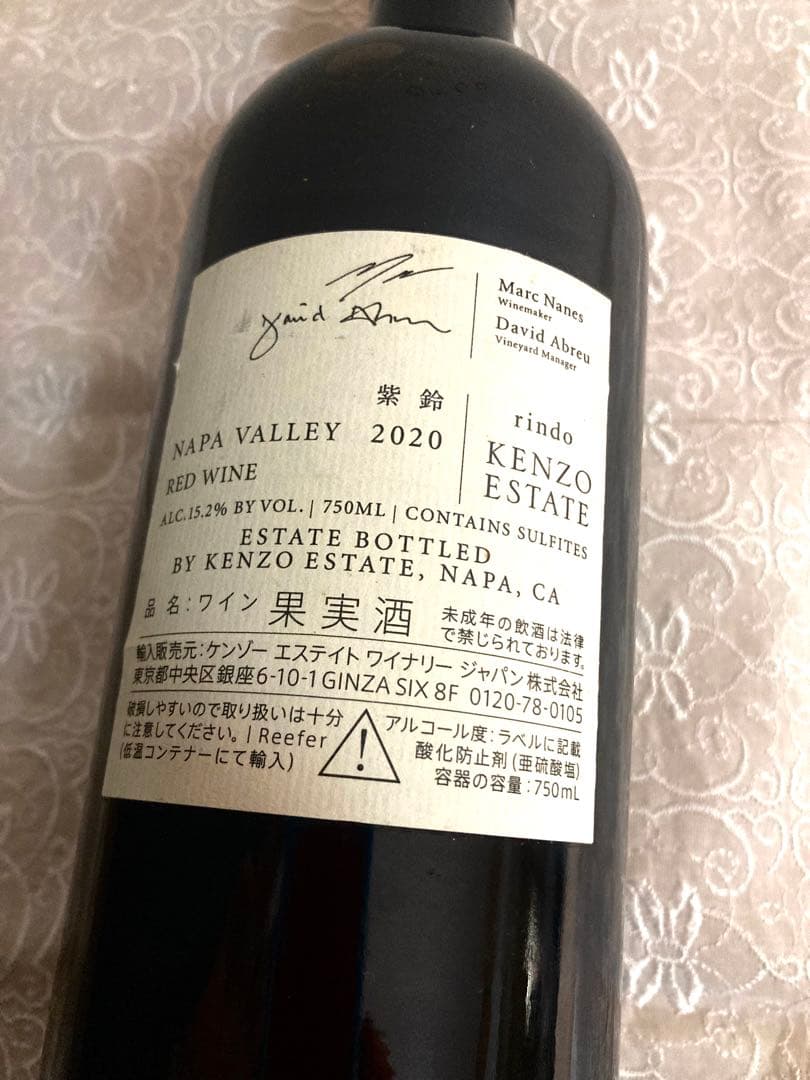 David Abreu
Marc Nanes
Winemaker
David Abreu
Vineyard Manager
紫鈴
NAPA VALLEY 2020
RED WINE
rindo
KENZO
ESTATE
ALC.15.2% BY VOL. | 750ML | CONTAINS SULFITES
ESTATE BOTTLED
BY KENZO ESTATE, NAPA, CA
品名:ワイン 果実酒
未成年の飲酒は法律
で禁じられております。
輸入販売元:ケンゾー エステイト ワイナリー ジャパン 株式会社
東京都中央区銀座6-10-1 GINZA SIX 8F 0120-78-0105
破損しやすいので取り扱いは十分
に注意してください。 | Reefer
(低温コンテナーにて輸入)
!
アルコール度:ラベルに記載
酸化防止剤 (亜硫酸塩)
容器の容量:750mL